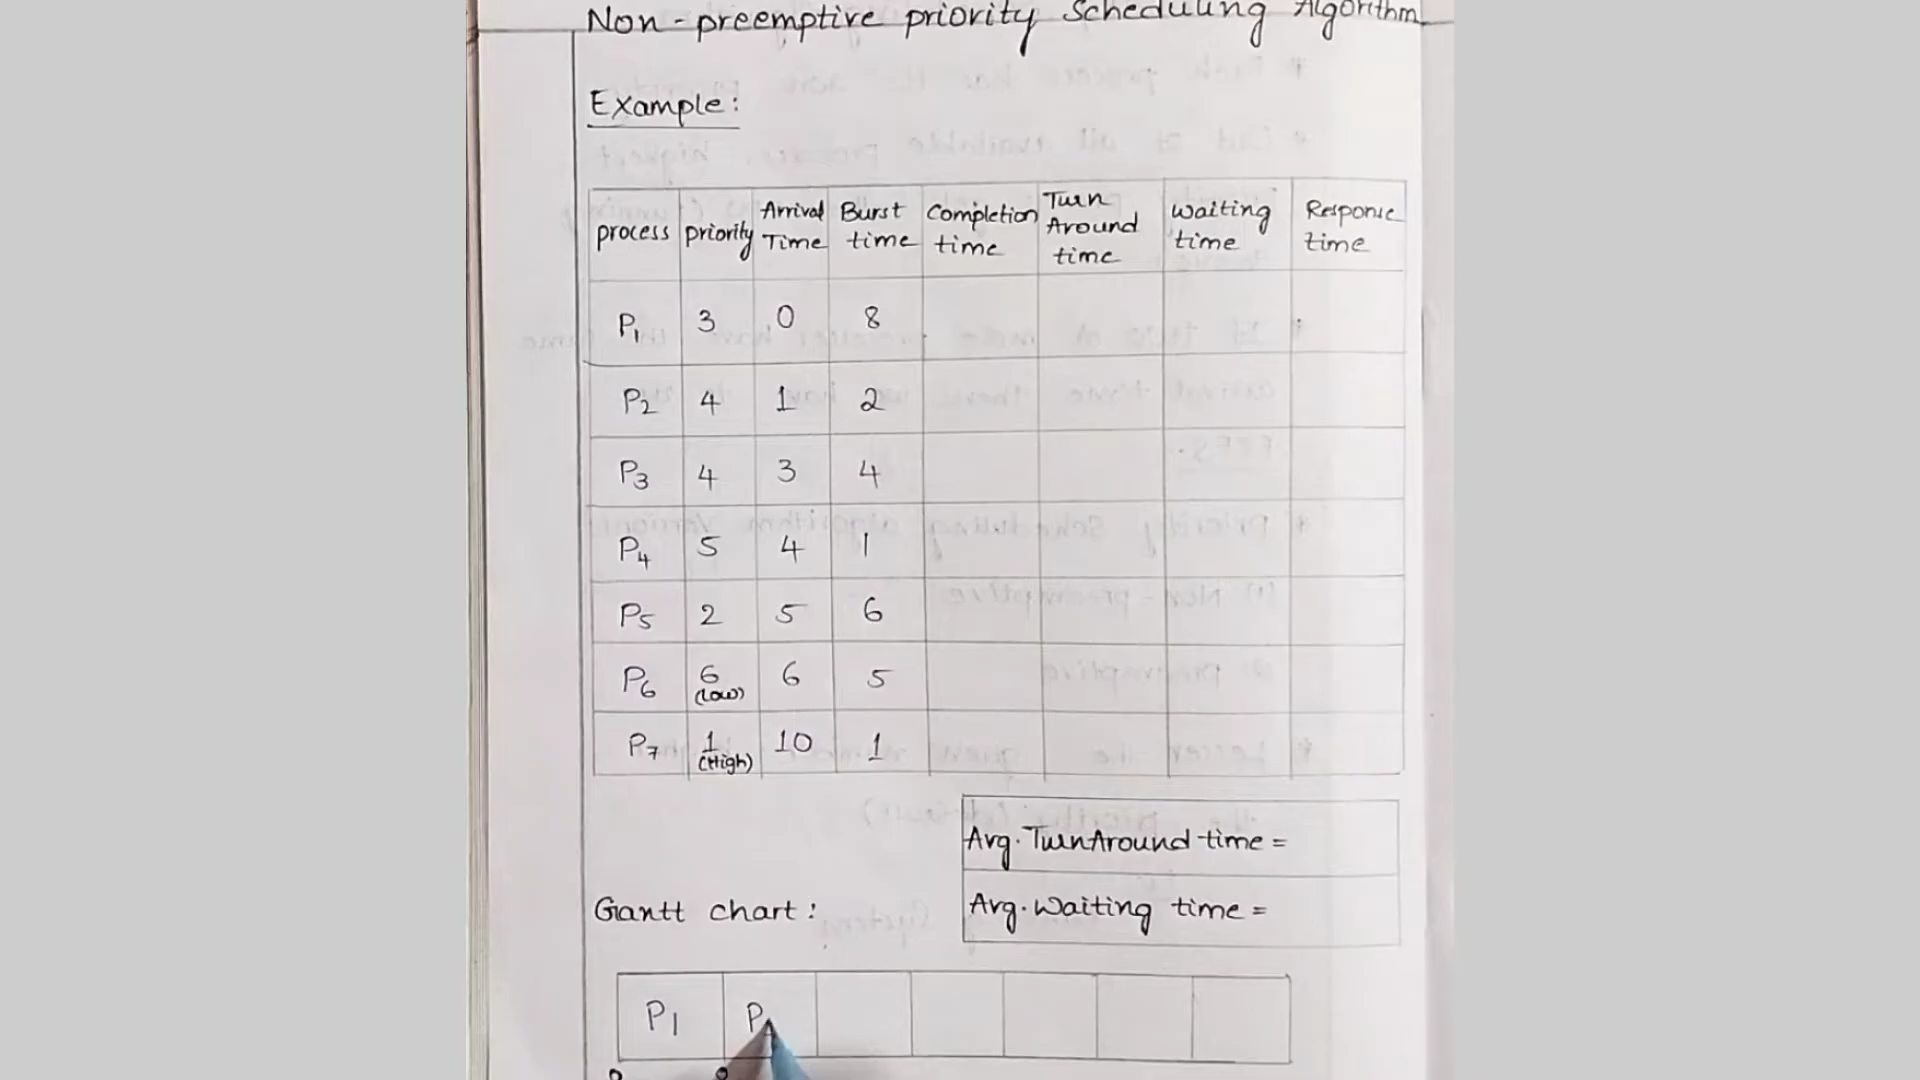 Non-preemptive priority Scheduling Algorithm
Example:
process priority Arrival Time Burst time Completion time Turn Around time Waiting time Response time
P1 3 0 8
P2 4 1 2
P3 4 3 4
P4 5 4 1
P5 2 5 6
P6 6 (Low) 6 5
P7 1 (High) 10 1
Avg. TurnAround time =
Gantt chart:
Avg. Waiting time =
P1 P